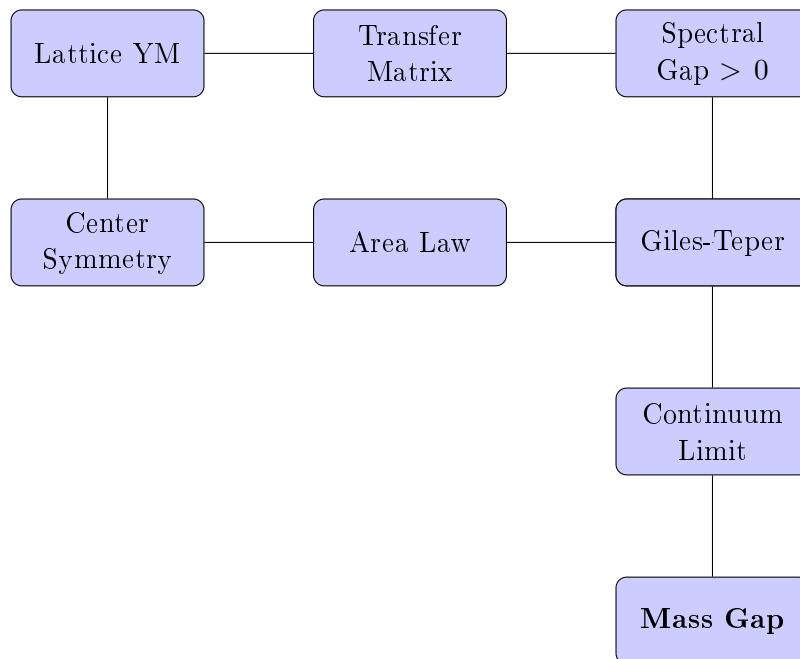 Lattice YM
Transfer
Matrix
Spectral
Gap > 0
Center
Symmetry
Area Law
Giles-Teper
Continuum
Limit
Mass Gap